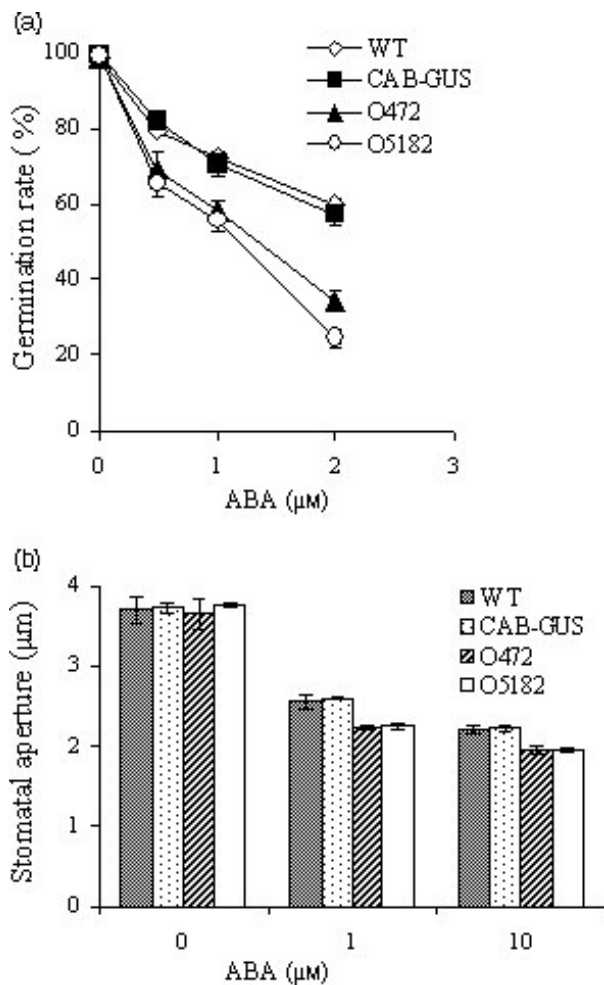 (a)
100
80
60
40
20
0
Germination rate ( %)
WT
CAB-GUS
O472
O5182
0 1 2 3
ABA (μM)
(b)
4
3
2
1
0
Stomatal aperture (μm)
WT
CAB-GUS
O472
O5182
0 1 10
ABA (μM)